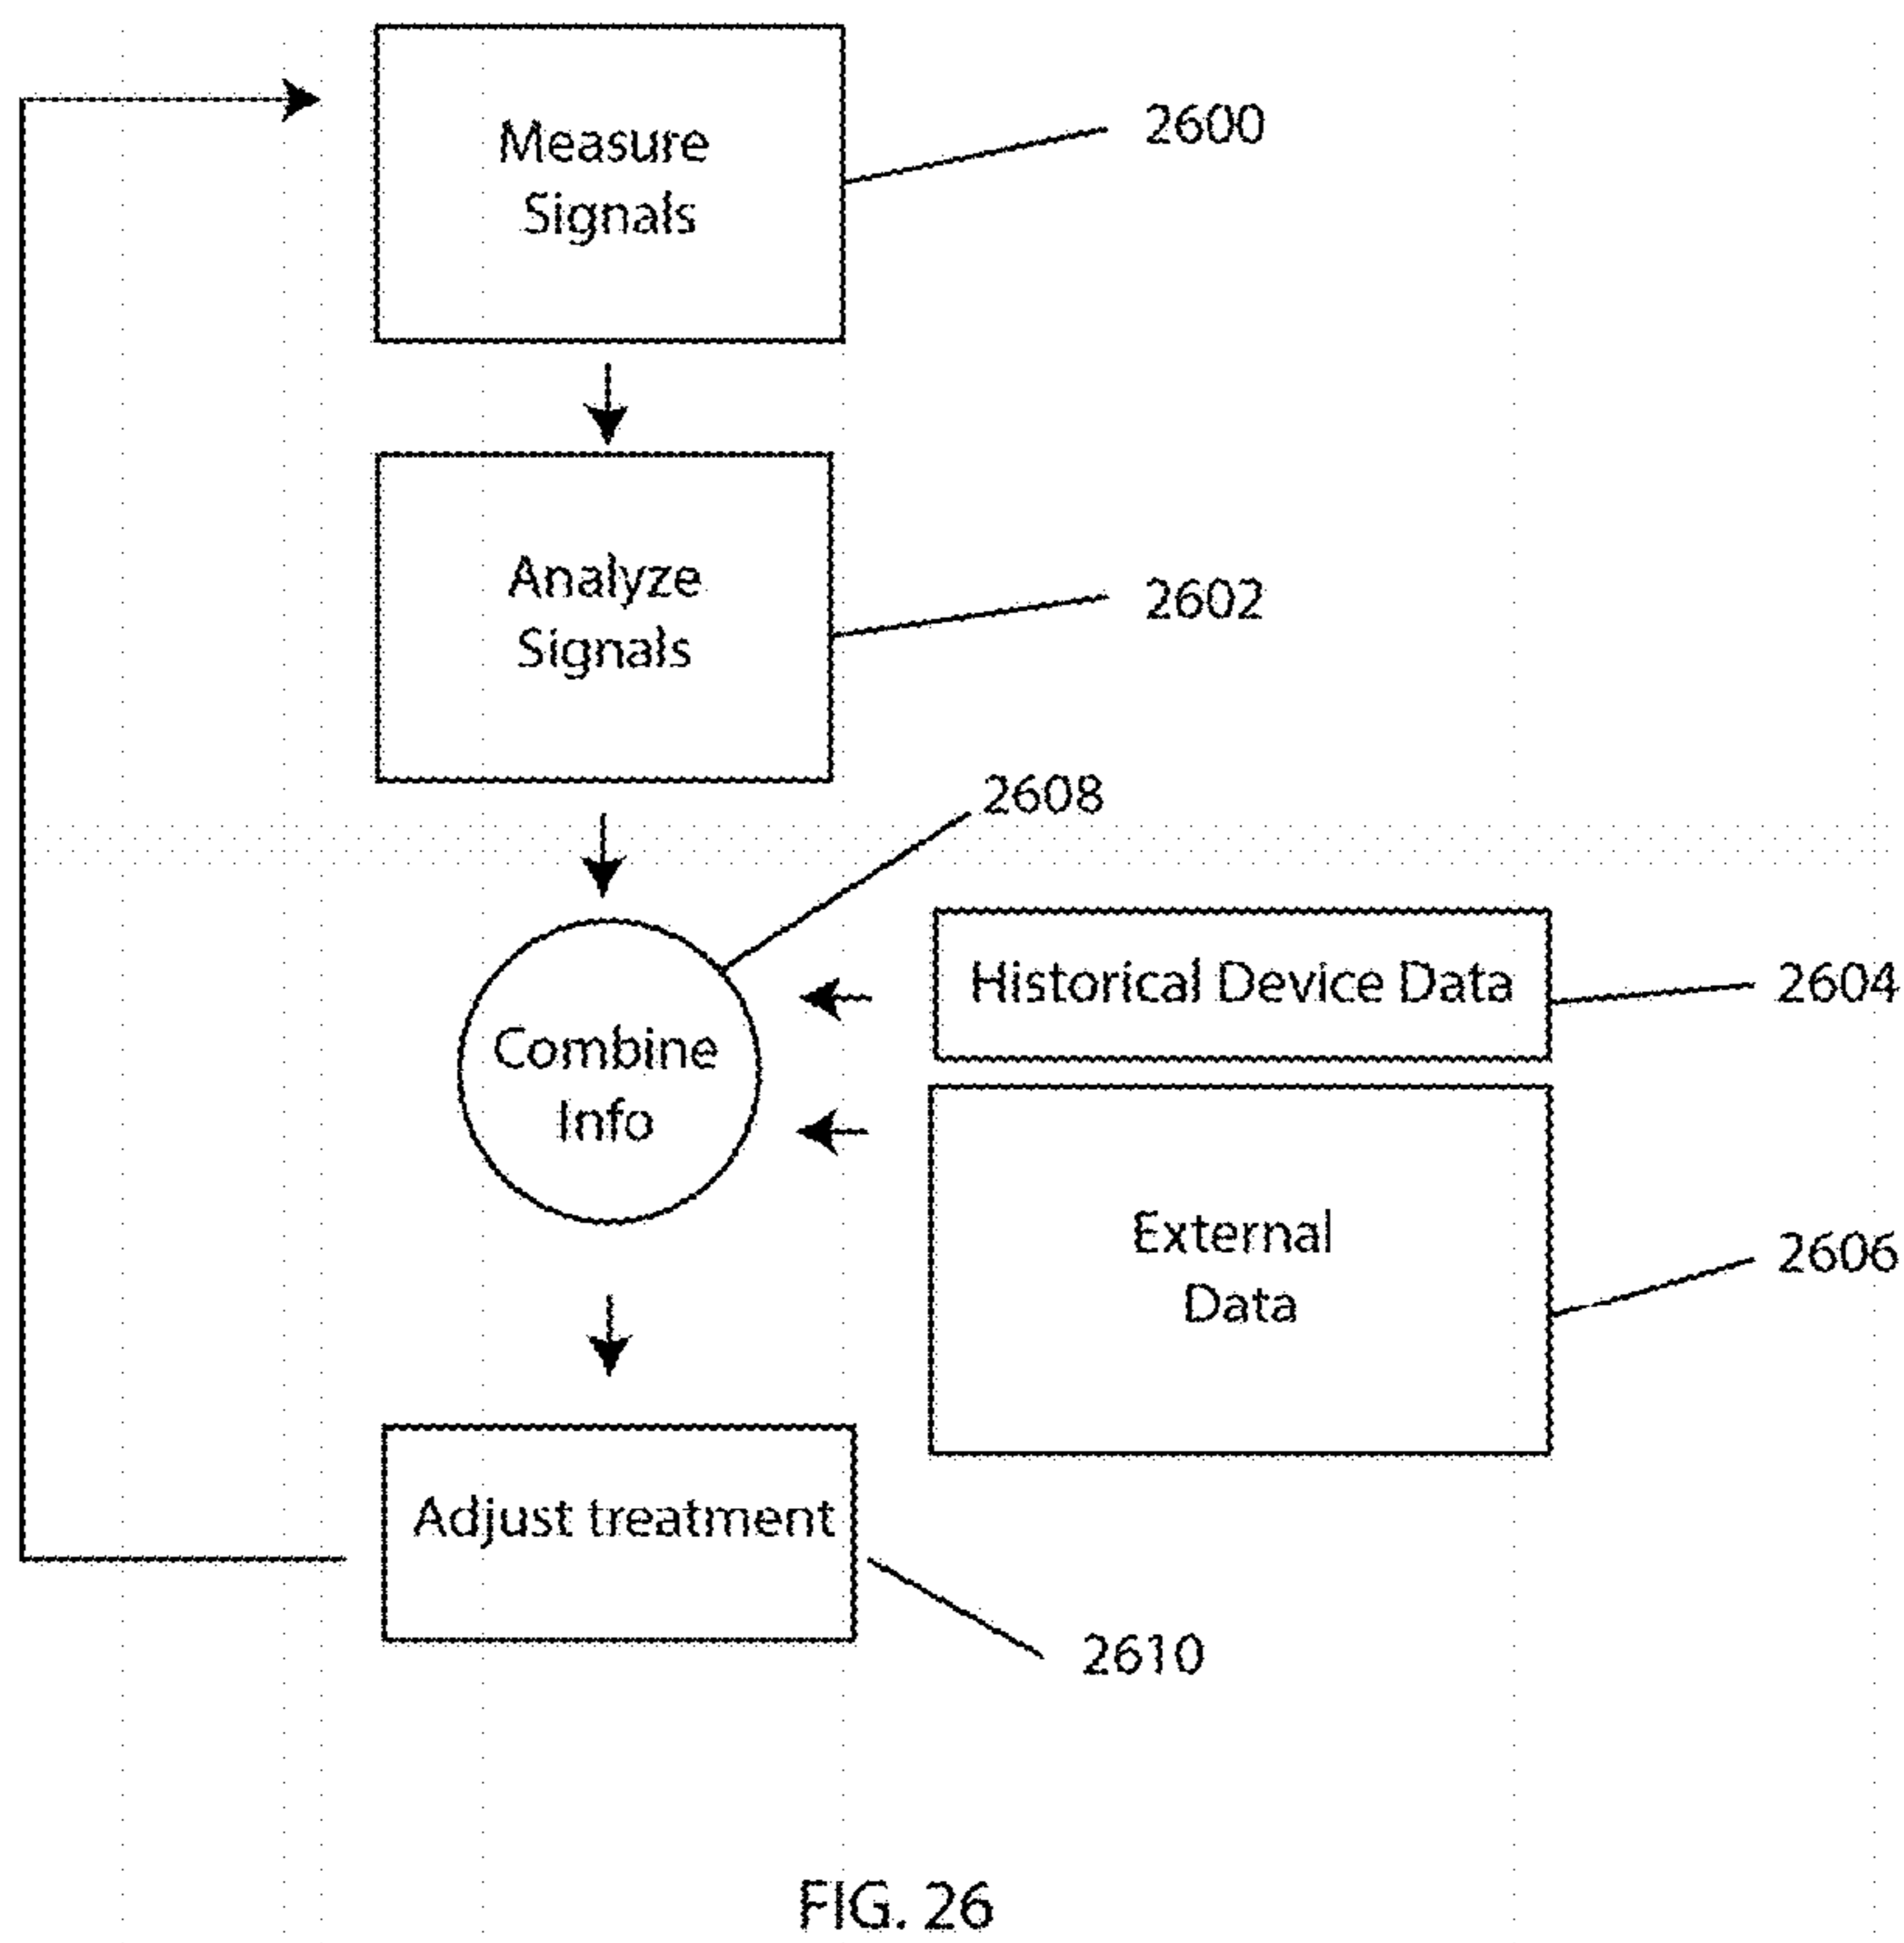 Measure
Signals
2600
Analyze
Signals
2602
2608
Combine
Info
Historical Device Data
2604
External
Data
2606
Adjust treatment
2610
FIG. 26